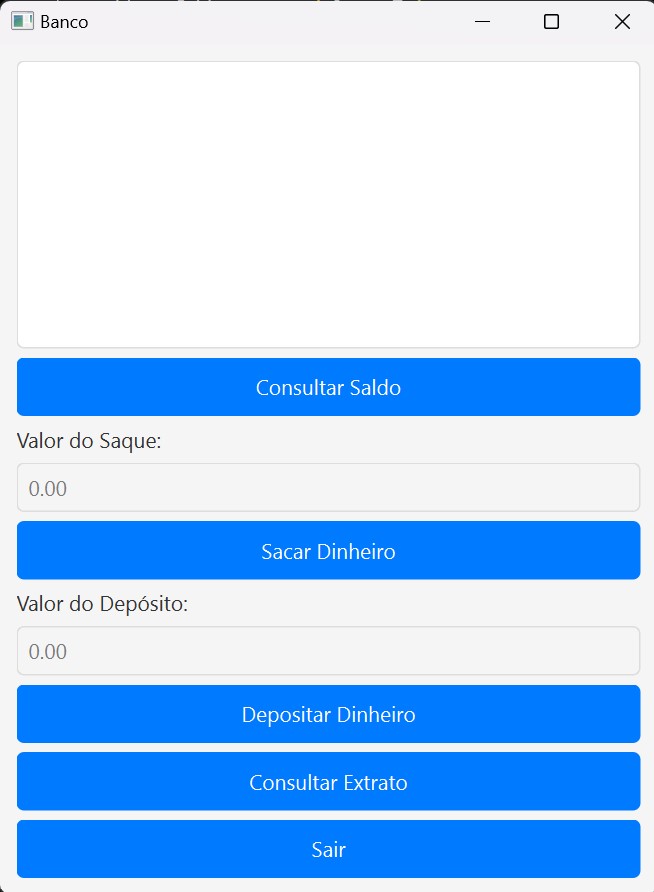 Banco
Consultar Saldo
Valor do Saque:
0.00
Sacar Dinheiro
Valor do Depósito:
0.00
Depositar Dinheiro
Consultar Extrato
Sair